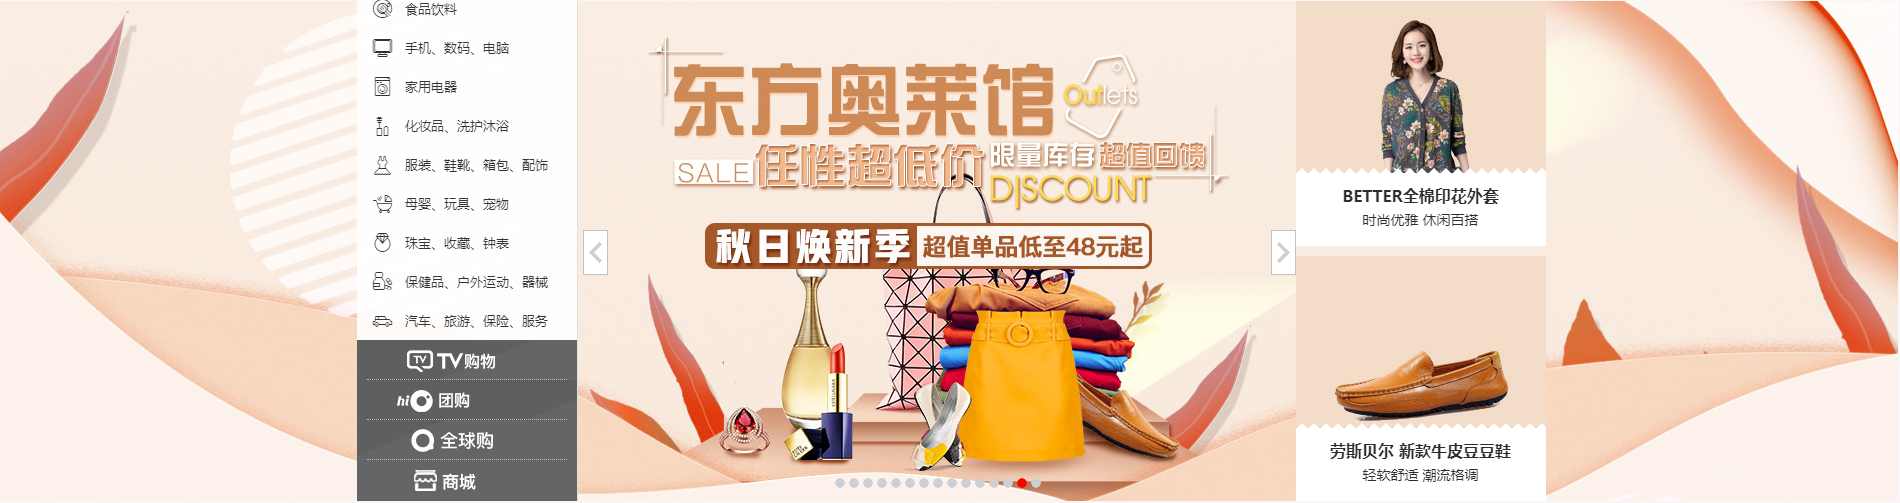 食品饮料
手机、数码、电脑
家用电器
化妆品、洗护沐浴
服装、鞋靴、箱包、配饰
母婴、玩具、宠物
珠宝、收藏、钟表
保健品、户外运动、器械
汽车、旅游、保险、服务
TV TV购物
hi 团购
全球购
商城
东方奥莱馆
Outlets
SALE 任性超低价 限量库存 超值回馈
DISCOUNT
秋日焕新季 超值单品低至48元起
BETTER全棉印花外套
时尚优雅 休闲百搭
劳斯贝尔 新款牛皮豆豆鞋
轻软舒适 潮流格调